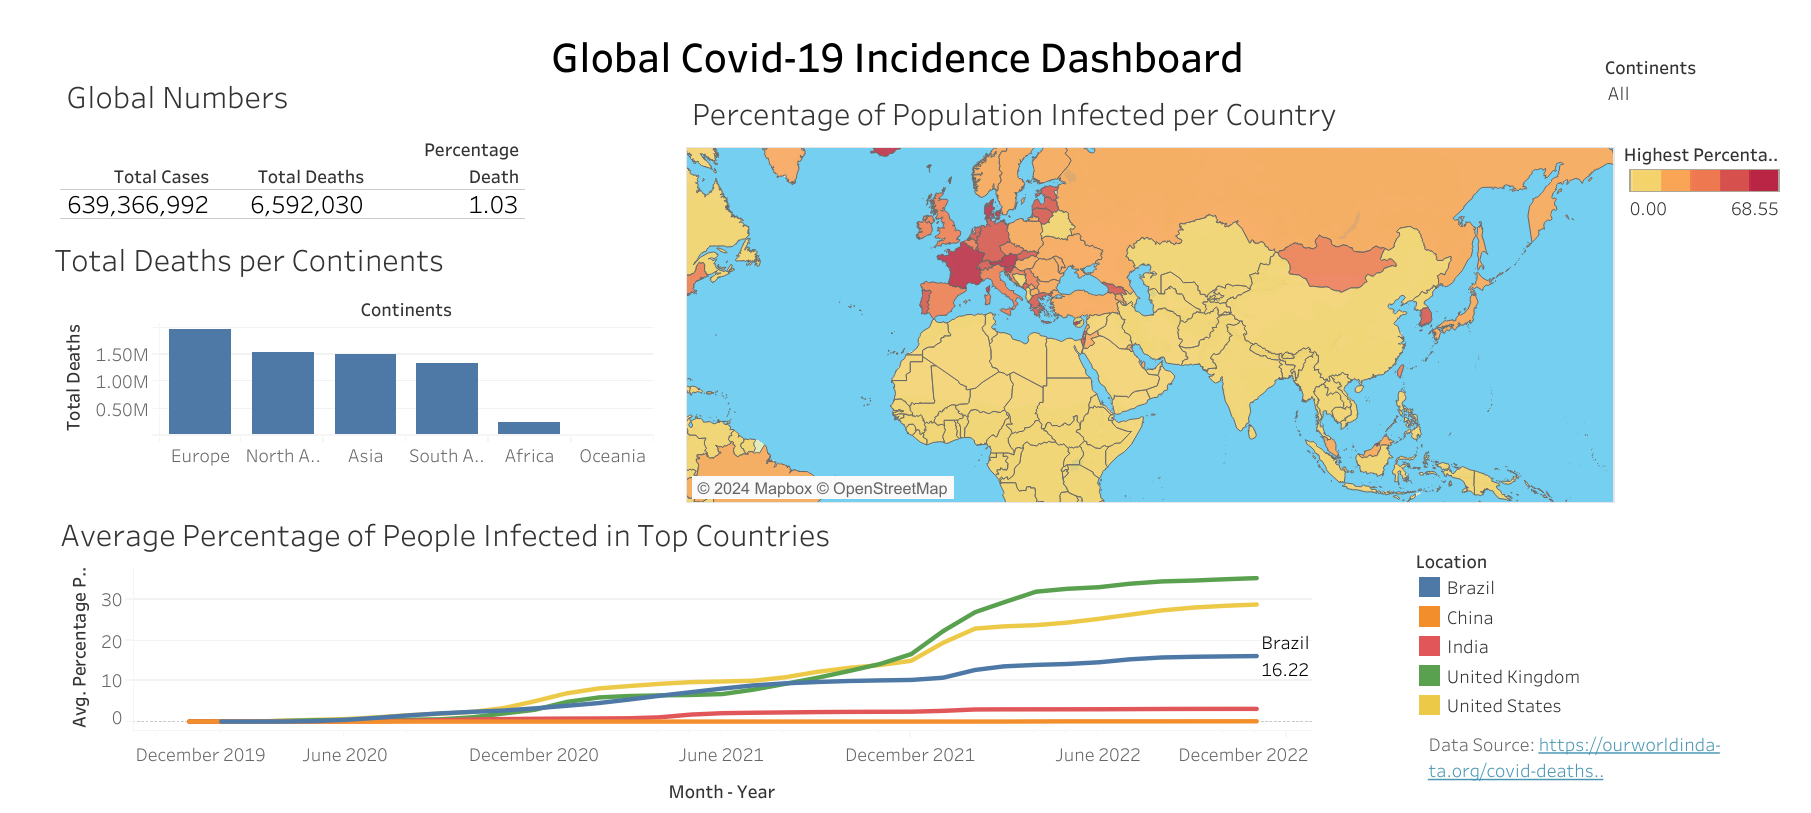 Global Covid-19 Incidence Dashboard
Continents
All
Global Numbers
Percentage
Total Cases Total Deaths Death
639,366,992 6,592,030 1.03
Percentage of Population Infected per Country
Highest Percenta..
0.00 68.55
© 2024 Mapbox © OpenStreetMap
Total Deaths per Continents
Continents
Total Deaths
1.50M
1.00M
0.50M
Europe North A.. Asia South A.. Africa Oceania
Average Percentage of People Infected in Top Countries
Avg. Percentage P..
30
20
10
0
Brazil
16.22
December 2019 June 2020 December 2020 June 2021 December 2021 June 2022 December 2022
Month - Year
Location
Brazil
China
India
United Kingdom
United States
Data Source: https://ourworldinda-
ta.org/covid-deaths..